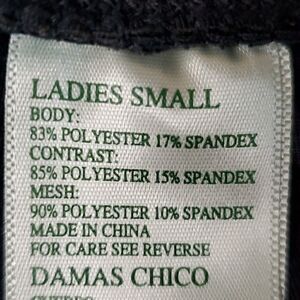 LADIES SMALL
BODY:
83% POLYESTER 17% SPANDEX
CONTRAST:
85% POLYESTER 15% SPANDEX
MESH:
90% POLYESTER 10% SPANDEX
MADE IN CHINA
FOR CARE SEE REVERSE
DAMAS CHICO